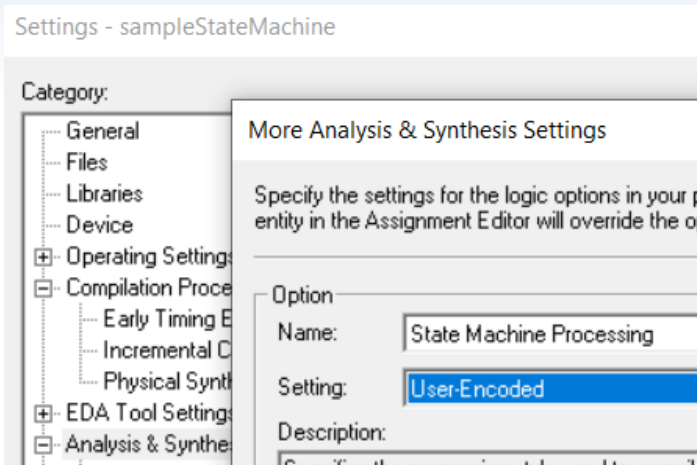 Settings - sampleStateMachine
Category:
General
Files
Libraries
Device
Operating Settings
Compilation Proce
Early Timing E
Incremental C
Physical Synth
EDA Tool Settings
Analysis & Synthe
More Analysis & Synthesis Settings
Specify the settings for the logic options in your p
entity in the Assignment Editor will override the o
Option
Name:
State Machine Processing
Setting:
User-Encoded
Description: